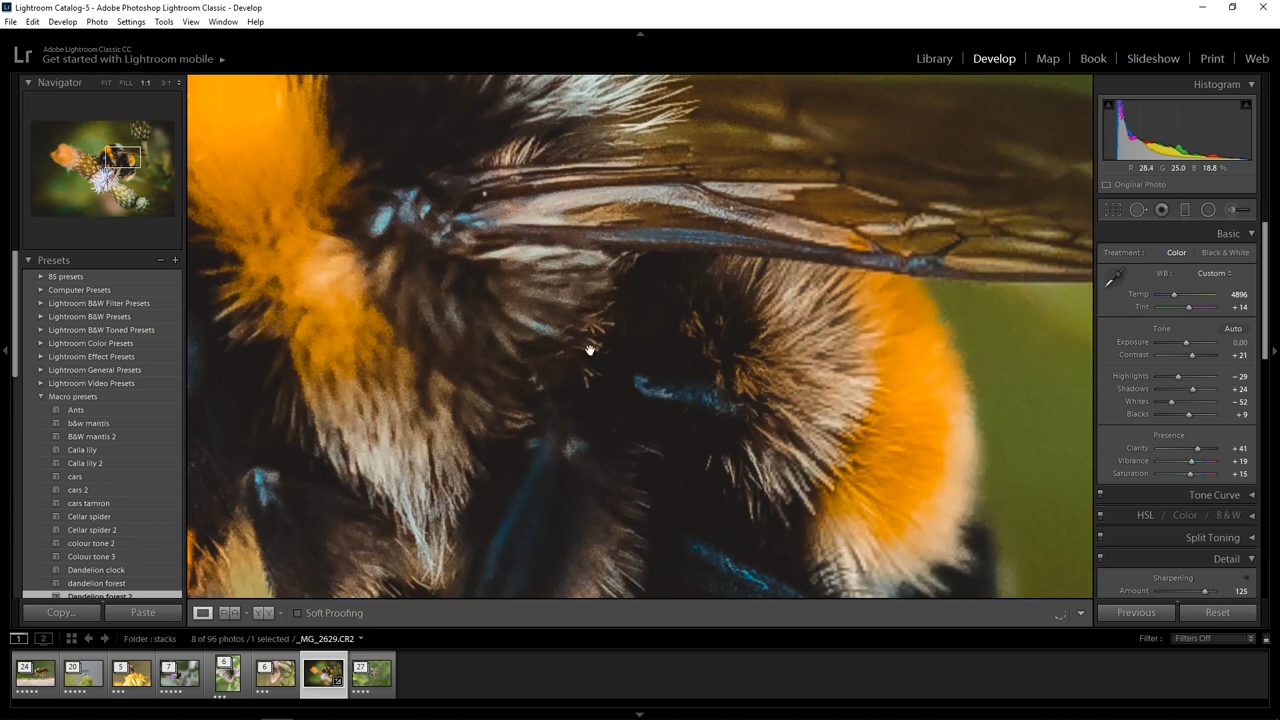 Lightroom Catalog-5 - Adobe Photoshop Lightroom Classic - Develop
File Edit Develop Photo Settings Tools View Window Help
Lr
Adobe Lightroom Classic CC
Get started with Lightroom mobile
Library | Develop | Map | Book | Slideshow | Print | Web
Navigator FIT FILL 1:1 3:1
Presets
85 presets
Computer Presets
Lightroom B&W Filter Presets
Lightroom B&W Presets
Lightroom B&W Toned Presets
Lightroom Color Presets
Lightroom Effect Presets
Lightroom General Presets
Lightroom Video Presets
Macro presets
Ants
b&w mantis
B&W mantis 2
Calla lily
Calla lily 2
cars
cars 2
cars tamron
Cellar spider
Cellar spider 2
colour tone 2
Colour tone 3
Dandelion clock
dandelion forest
Dandelion forest 2
Copy... Paste
Soft Proofing
Histogram
R 28.4 G 25.0 B 18.8 %
Original Photo
Basic
Treatment : Color Black & White
WB : Custom
Temp 4896
Tint + 14
Tone Auto
Exposure 0.00
Contrast + 21
Highlights − 29
Shadows + 24
Whites − 52
Blacks + 9
Presence
Clarity + 41
Vibrance + 19
Saturation + 15
Tone Curve
HSL / Color / B & W
Split Toning
Detail
Sharpening
Amount 125
Previous Reset
1 2 Folder : stacks 8 of 96 photos / 1 selected / _MG_2629.CR2 Filter : Filters Off
24 20 5 7 6 6 27